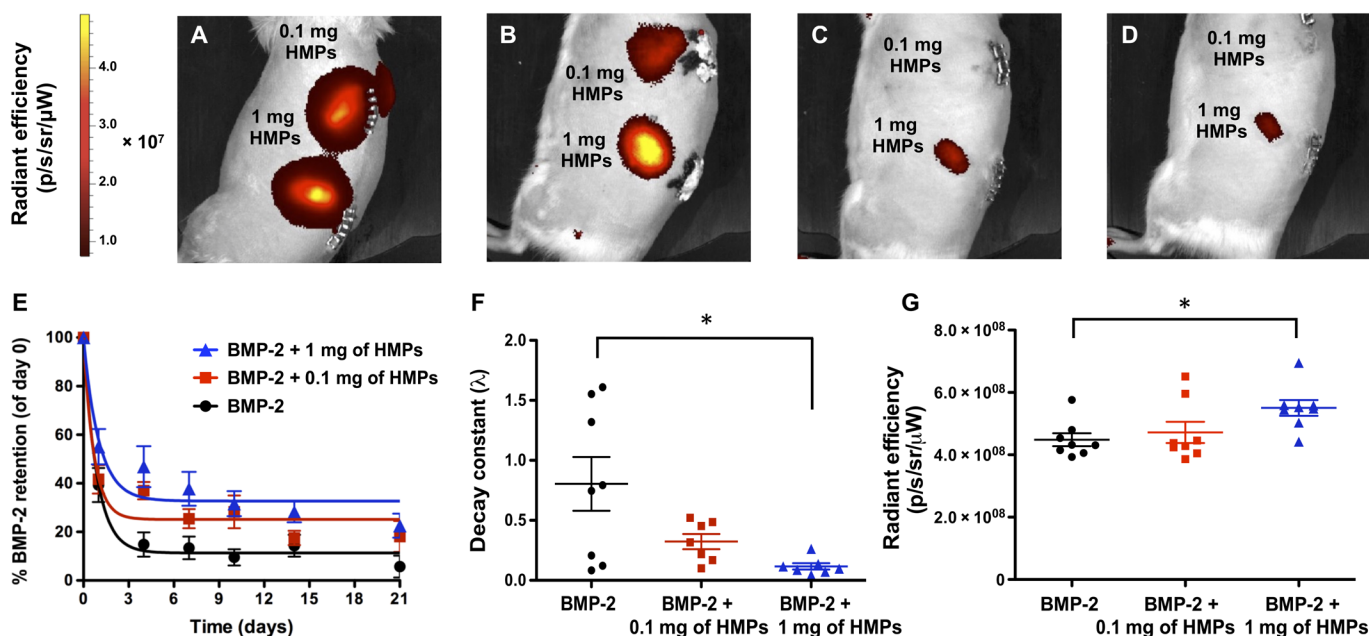 Radiant efficiency
(p/s/sr/µW)
4.0
3.0
2.0
1.0
× 10⁷
A
0.1 mg
HMPs
1 mg
HMPs
B
0.1 mg
HMPs
1 mg
HMPs
C
0.1 mg
HMPs
1 mg
HMPs
D
0.1 mg
HMPs
1 mg
HMPs
E
% BMP-2 retention (of day 0)
100
80
60
40
20
0
0 3 6 9 12 15 18 21
Time (days)
BMP-2 + 1 mg of HMPs
BMP-2 + 0.1 mg of HMPs
BMP-2
F
Decay constant (λ)
2.0
1.5
1.0
0.5
0.0
*
BMP-2
BMP-2 +
0.1 mg of HMPs
BMP-2 +
1 mg of HMPs
G
Radiant efficiency
(p/s/sr/µW)
8.0 × 10⁰⁸
6.0 × 10⁰⁸
4.0 × 10⁰⁸
2.0 × 10⁰⁸
0
*
BMP-2
BMP-2 +
0.1 mg of HMPs
BMP-2 +
1 mg of HMPs